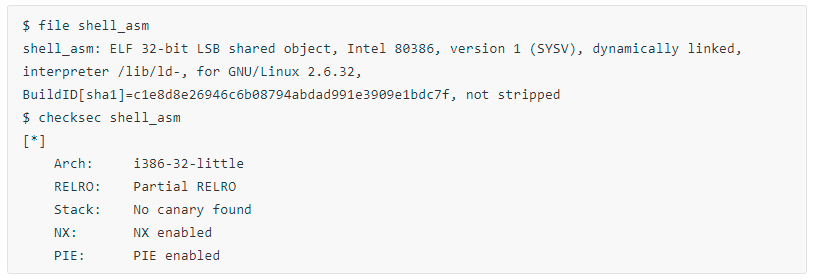 $ file shell_asm
shell_asm: ELF 32-bit LSB shared object, Intel 80386, version 1 (SYSV), dynamically linked,
interpreter /lib/ld-, for GNU/Linux 2.6.32,
BuildID[sha1]=c1e8d8e26946c6b08794abdad991e3909e1bdc7f, not stripped
$ checksec shell_asm
[*]
    Arch:     i386-32-little
    RELRO:    Partial RELRO
    Stack:    No canary found
    NX:       NX enabled
    PIE:      PIE enabled